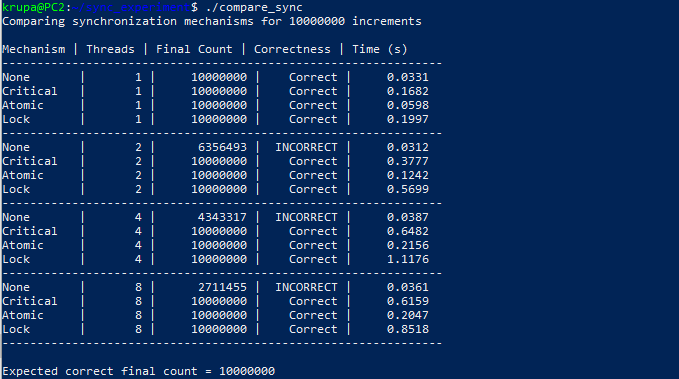 krupa@PC2:~/sync_experiment$ ./compare_sync
Comparing synchronization mechanisms for 10000000 increments
Mechanism | Threads | Final Count | Correctness | Time (s)
------------------------------------------------------------
None | 1 | 10000000 | Correct | 0.0331
Critical | 1 | 10000000 | Correct | 0.1682
Atomic | 1 | 10000000 | Correct | 0.0598
Lock | 1 | 10000000 | Correct | 0.1997
------------------------------------------------------------
None | 2 | 6356493 | INCORRECT | 0.0312
Critical | 2 | 10000000 | Correct | 0.3777
Atomic | 2 | 10000000 | Correct | 0.1242
Lock | 2 | 10000000 | Correct | 0.5699
------------------------------------------------------------
None | 4 | 4343317 | INCORRECT | 0.0387
Critical | 4 | 10000000 | Correct | 0.6482
Atomic | 4 | 10000000 | Correct | 0.2156
Lock | 4 | 10000000 | Correct | 1.1176
------------------------------------------------------------
None | 8 | 2711455 | INCORRECT | 0.0361
Critical | 8 | 10000000 | Correct | 0.6159
Atomic | 8 | 10000000 | Correct | 0.2047
Lock | 8 | 10000000 | Correct | 0.8518
------------------------------------------------------------
Expected correct final count = 10000000